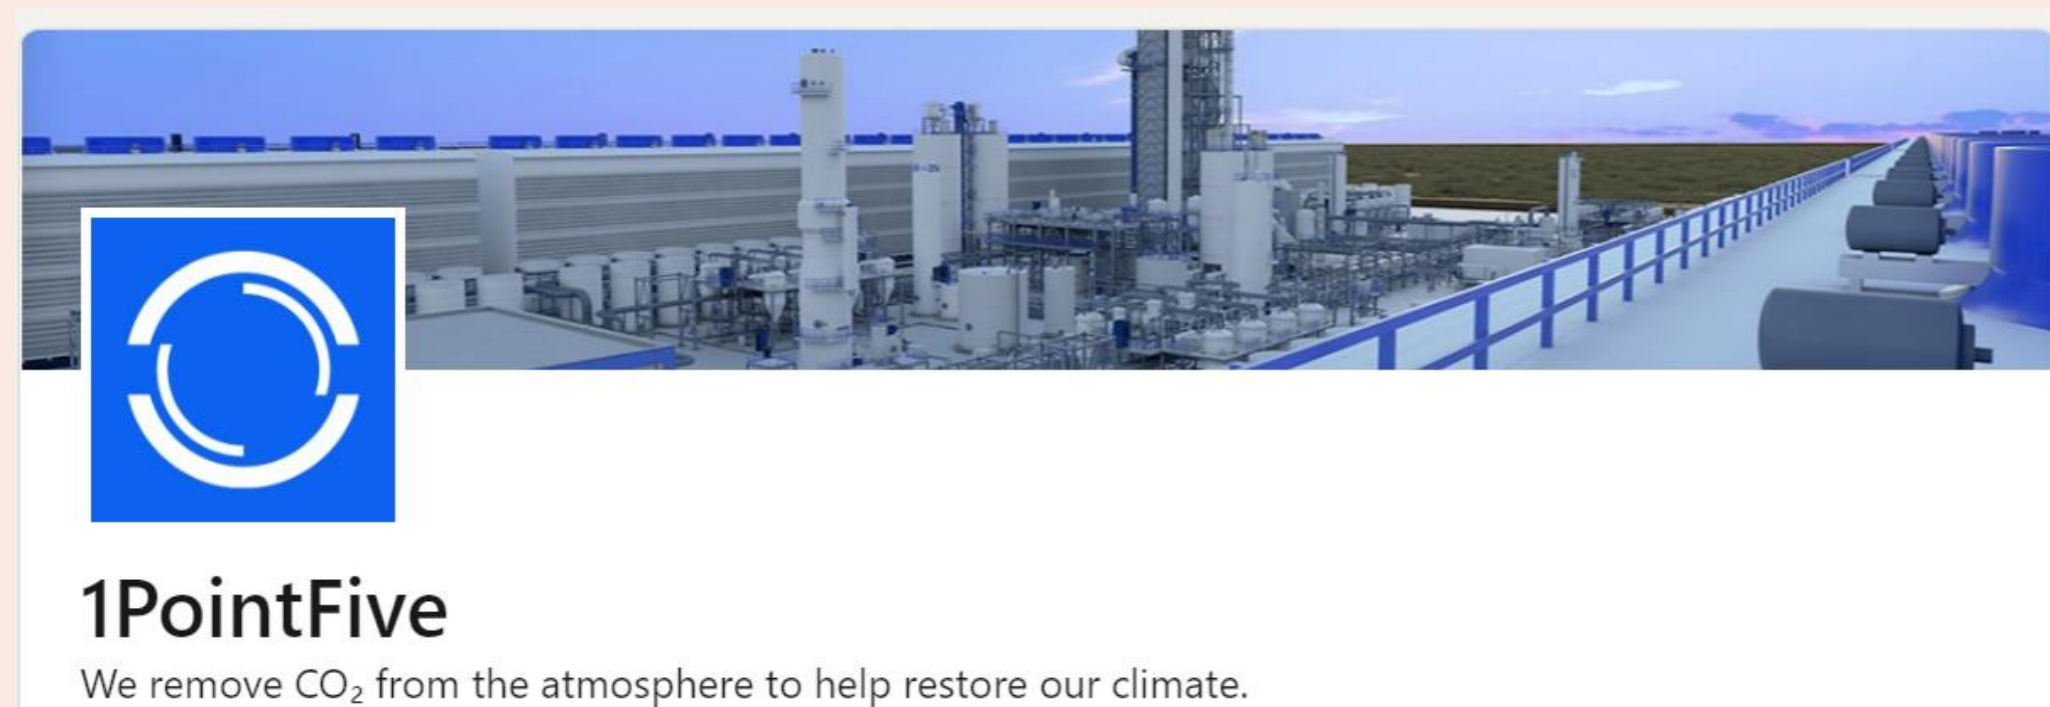 1PointFive
We remove CO₂ from the atmosphere to help restore our climate.